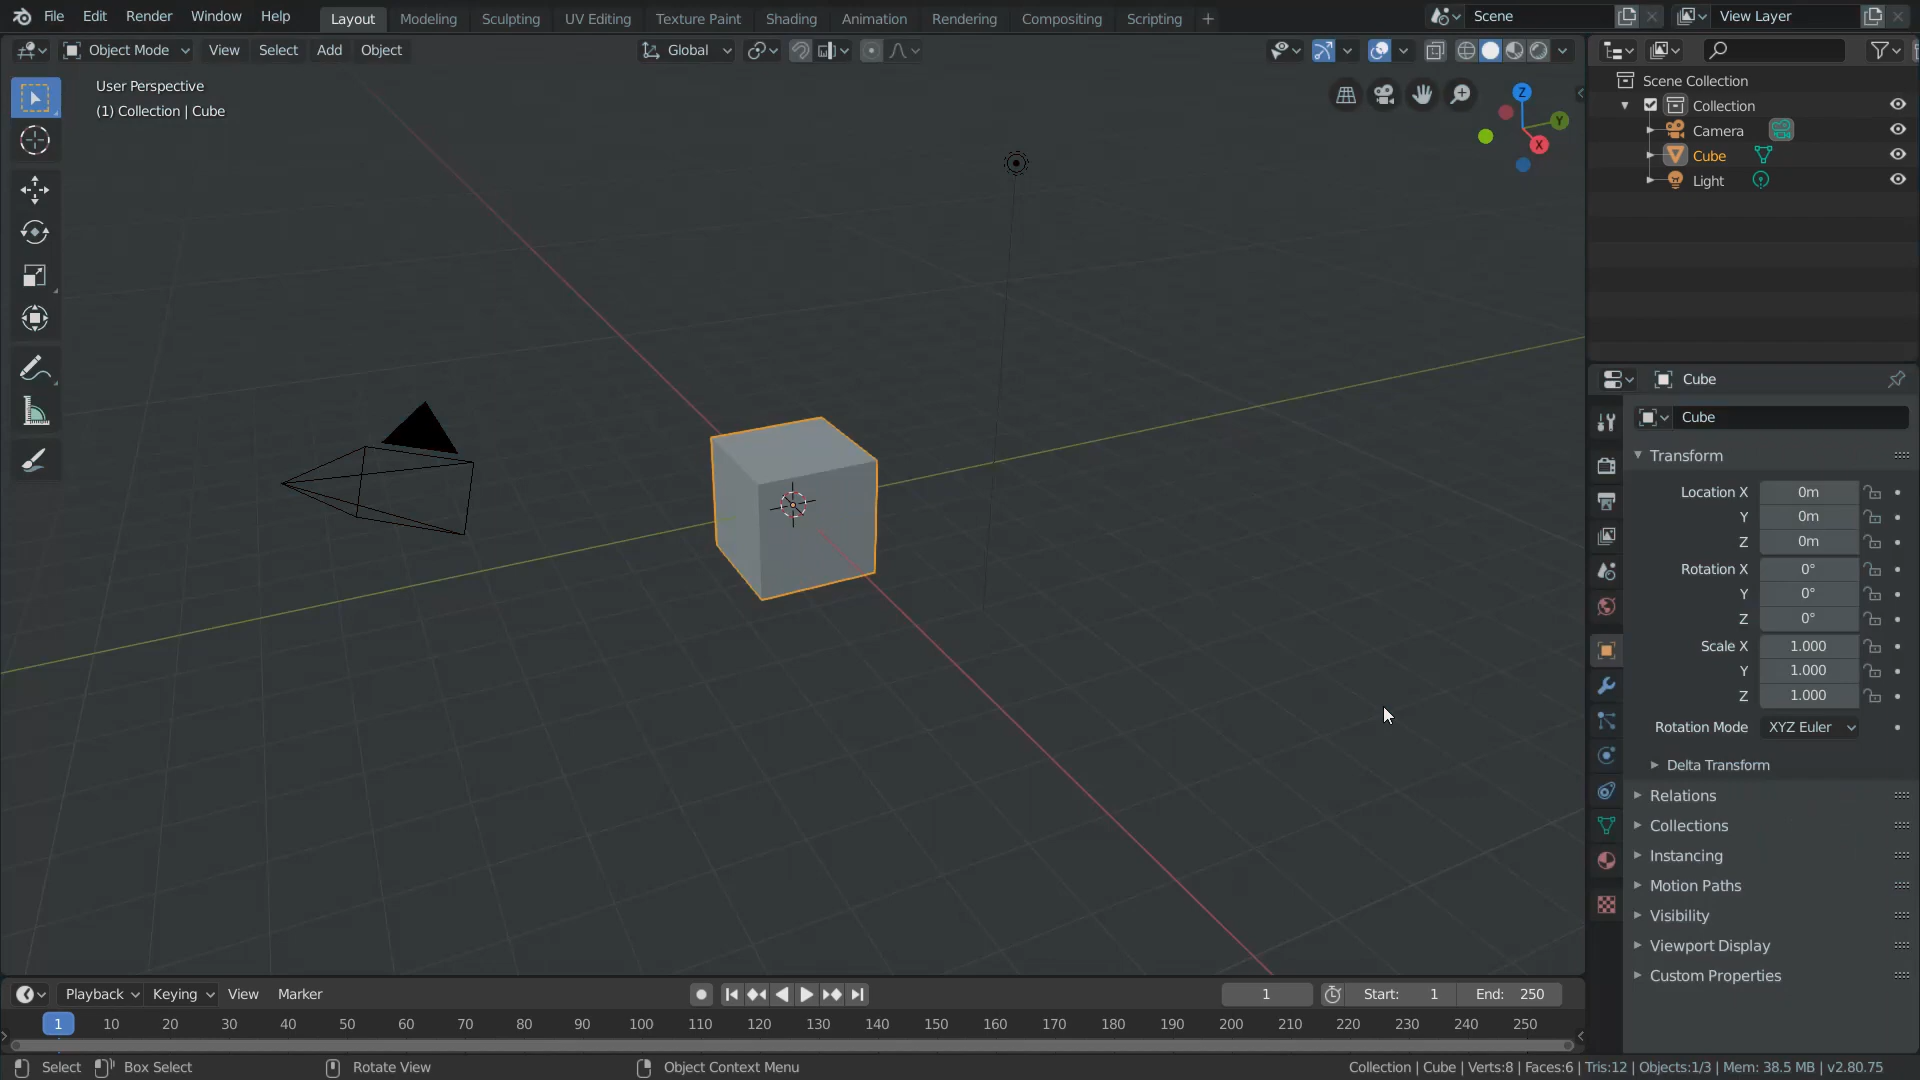 File Edit Render Window Help
Layout Modeling Sculpting UV Editing Texture Paint Shading Animation Rendering Compositing Scripting +
Scene
View Layer
Object Mode View Select Add Object
Global
User Perspective
(1) Collection | Cube
Z
Y
X
Scene Collection
Collection
Camera
Cube
Light
Cube
Cube
Transform
Location X 0m
Y 0m
Z 0m
Rotation X 0°
Y 0°
Z 0°
Scale X 1.000
Y 1.000
Z 1.000
Rotation Mode XYZ Euler
Delta Transform
Relations
Collections
Instancing
Motion Paths
Visibility
Viewport Display
Custom Properties
Playback Keying View Marker
1 Start: 1 End: 250
1 10 20 30 40 50 60 70 80 90 100 110 120 130 140 150 160 170 180 190 200 210 220 230 240 250
Select Box Select Rotate View Object Context Menu
Collection | Cube | Verts:8 | Faces:6 | Tris:12 | Objects:1/3 | Mem: 38.5 MB | v2.80.75